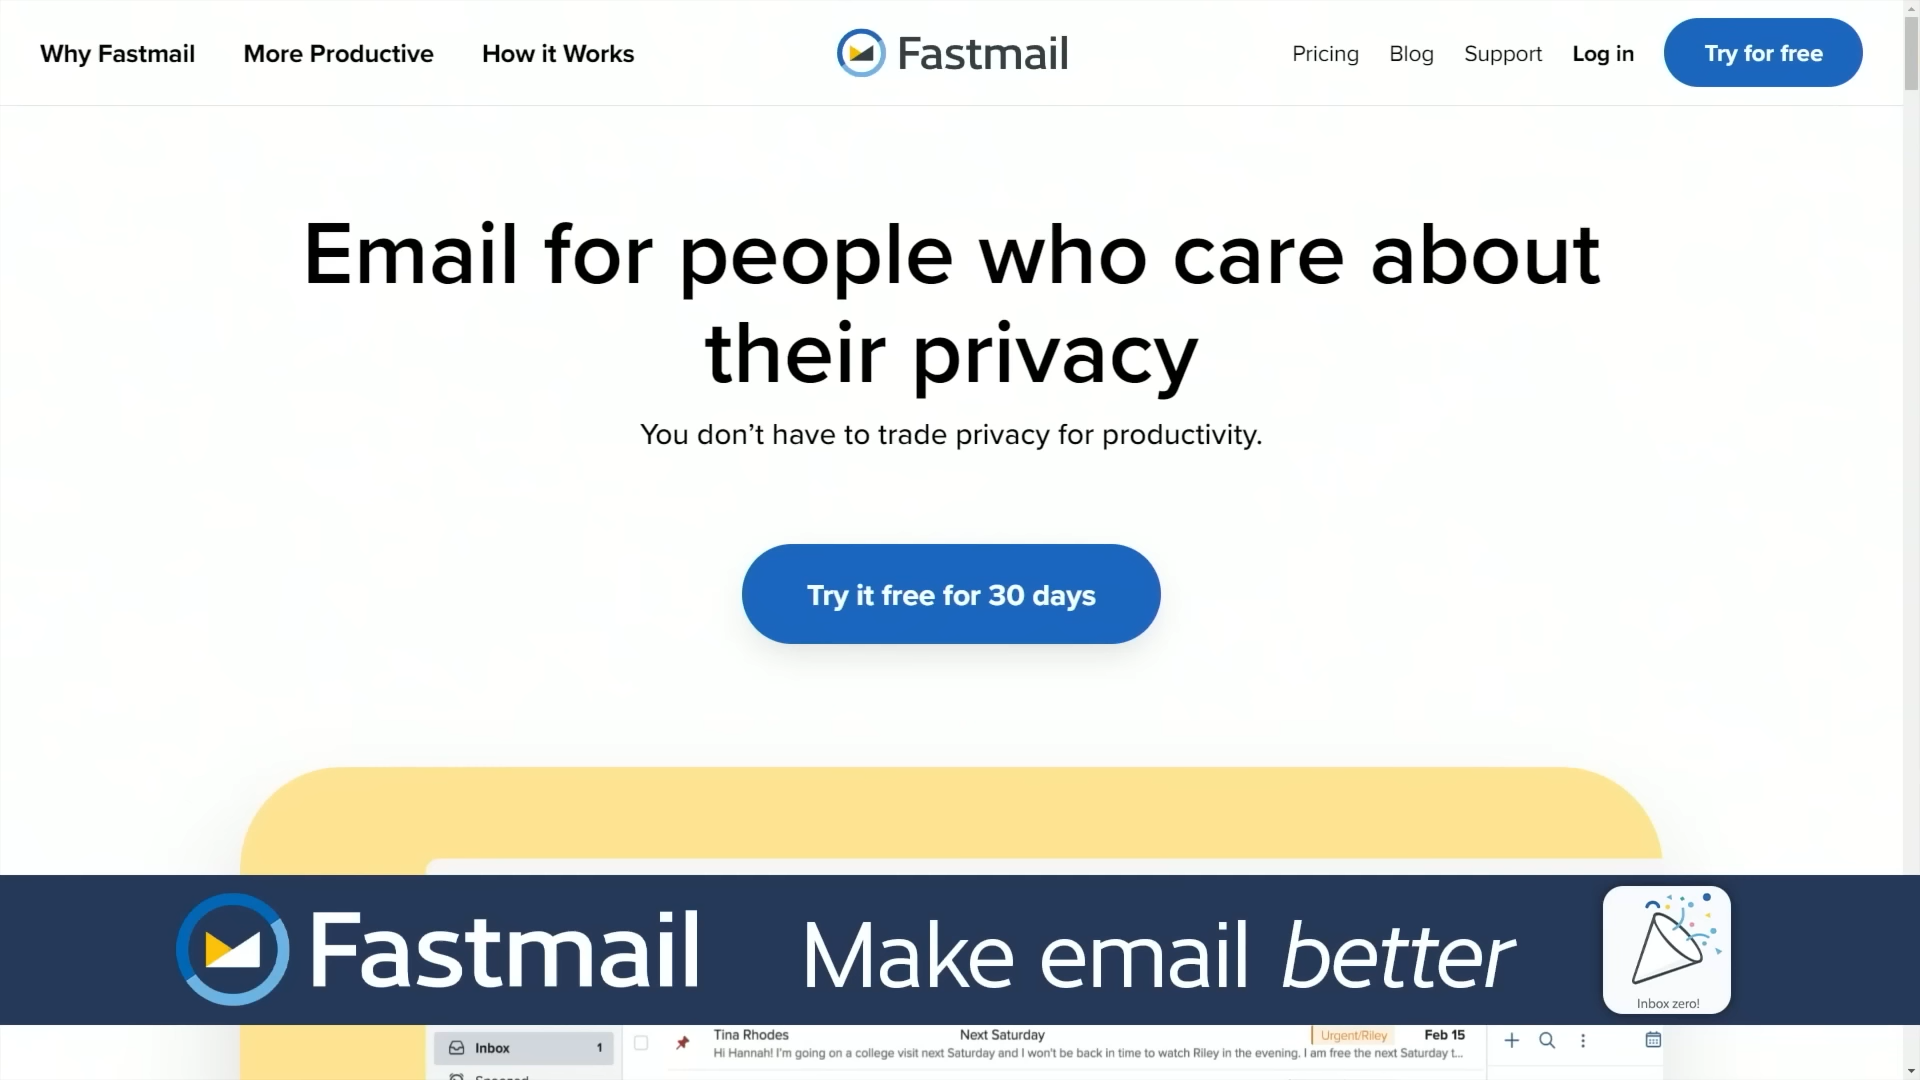 Why Fastmail
More Productive
How it Works
Fastmail
Pricing
Blog
Support
Log in
Try for free
Email for people who care about
their privacy
You don’t have to trade privacy for productivity.
Try it free for 30 days
Fastmail
Make email better
Inbox zero!
Inbox
1
Tina Rhodes
Next Saturday
Urgent/Riley
Feb 15
Hi Hannah! I'm going on a college visit next Saturday and I won't be back in time to watch Riley in the evening. I am free the next Saturday t...